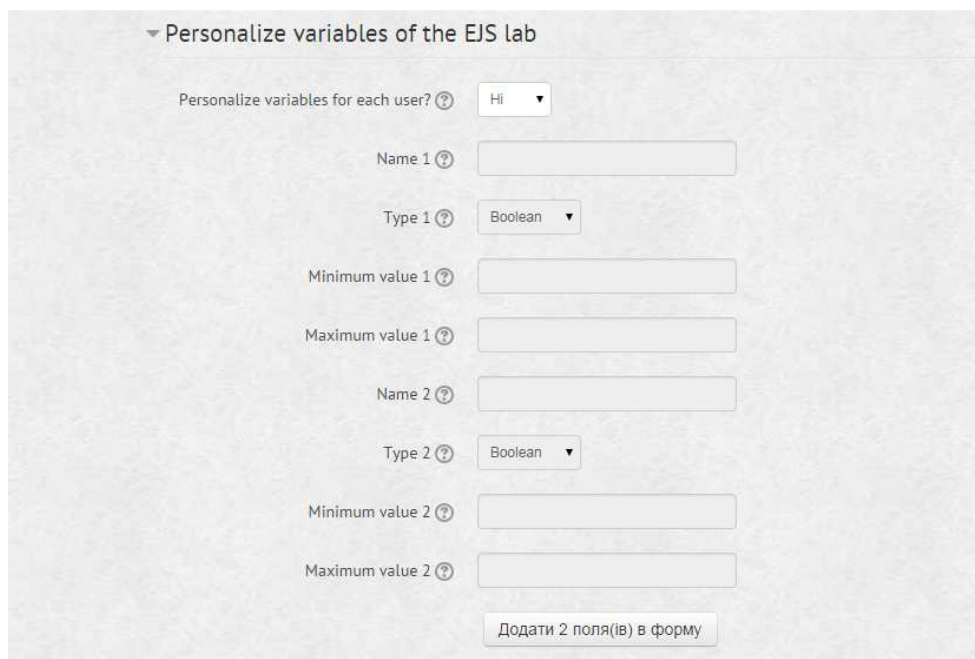 Personalize variables of the EJS lab
Personalize variables for each user? Ні
Name 1
Type 1 Boolean
Minimum value 1
Maximum value 1
Name 2
Type 2 Boolean
Minimum value 2
Maximum value 2
Додати 2 поля(ів) в форму